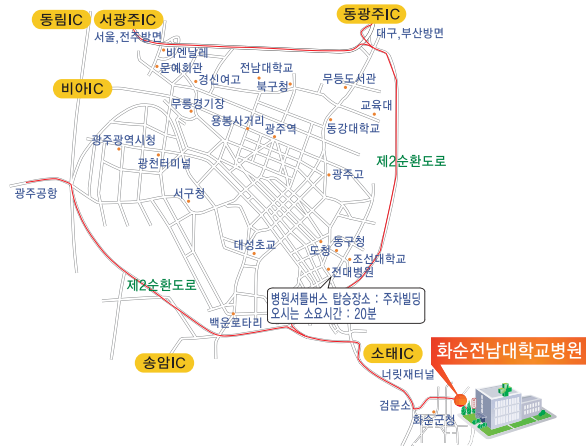 동림IC
서광주IC
동광주IC
서울,전주방면
대구,부산방면
비엔날레
문예회관
전남대학교
경신여고
북구청
무등도서관
비아IC
무릉경기장
교육대
용봉사거리
광주역
동강대학교
광주광역시청
광천터미널
제2순환도로
광주고
광주공항
서구청
대성초교
도청
동구청
조선대학교
전대병원
제2순환도로
병원셔틀버스 탑승장소 : 주차빌딩
오시는 소요시간 : 20분
백운로타리
송암IC
소태IC
화순전남대학교병원
너릿재터널
검문소
화순군청